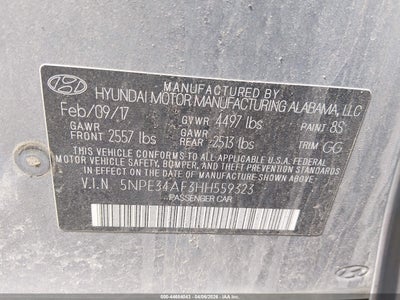 MANUFACTURED BY
HYUNDAI MOTOR MANUFACTURING ALABAMA, LLC
Feb/09/17 GVWR 4497 lbs PAINT 8S
GAWR FRONT 2557 lbs GAWR REAR 2513 lbs TRIM GG
THIS VEHICLE CONFORMS TO ALL APPLICABLE U.S.A. FEDERAL
MOTOR VEHICLE SAFETY, BUMPER, AND THEFT PREVENTION
STANDARDS IN EFFECT ON THE DATE OF MANUFACTURE SHOWN ABOVE.
V.I.N 5NPE34AF3HH559323
PASSENGER CAR